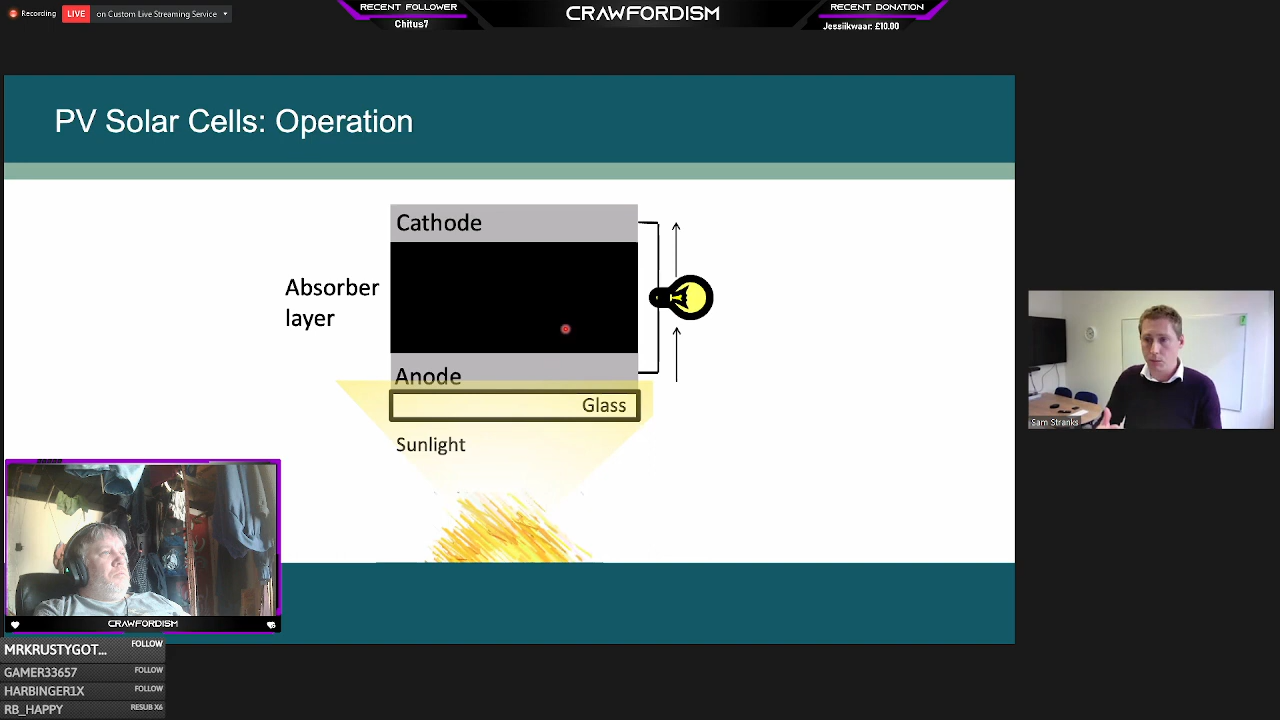 Recording
LIVE
on Custom Live Streaming Service
RECENT FOLLOWER
Chitus7
CRAWFORDISM
RECENT DONATION
Jessiikwaar: £10.00
PV Solar Cells: Operation
Cathode
Absorber
layer
Anode
Glass
Sunlight
Sam Stranks
CRAWFORDISM
MRKRUSTYGOT... FOLLOW
GAMER33657 FOLLOW
HARBINGER1X FOLLOW
RB_HAPPY RESUB X6